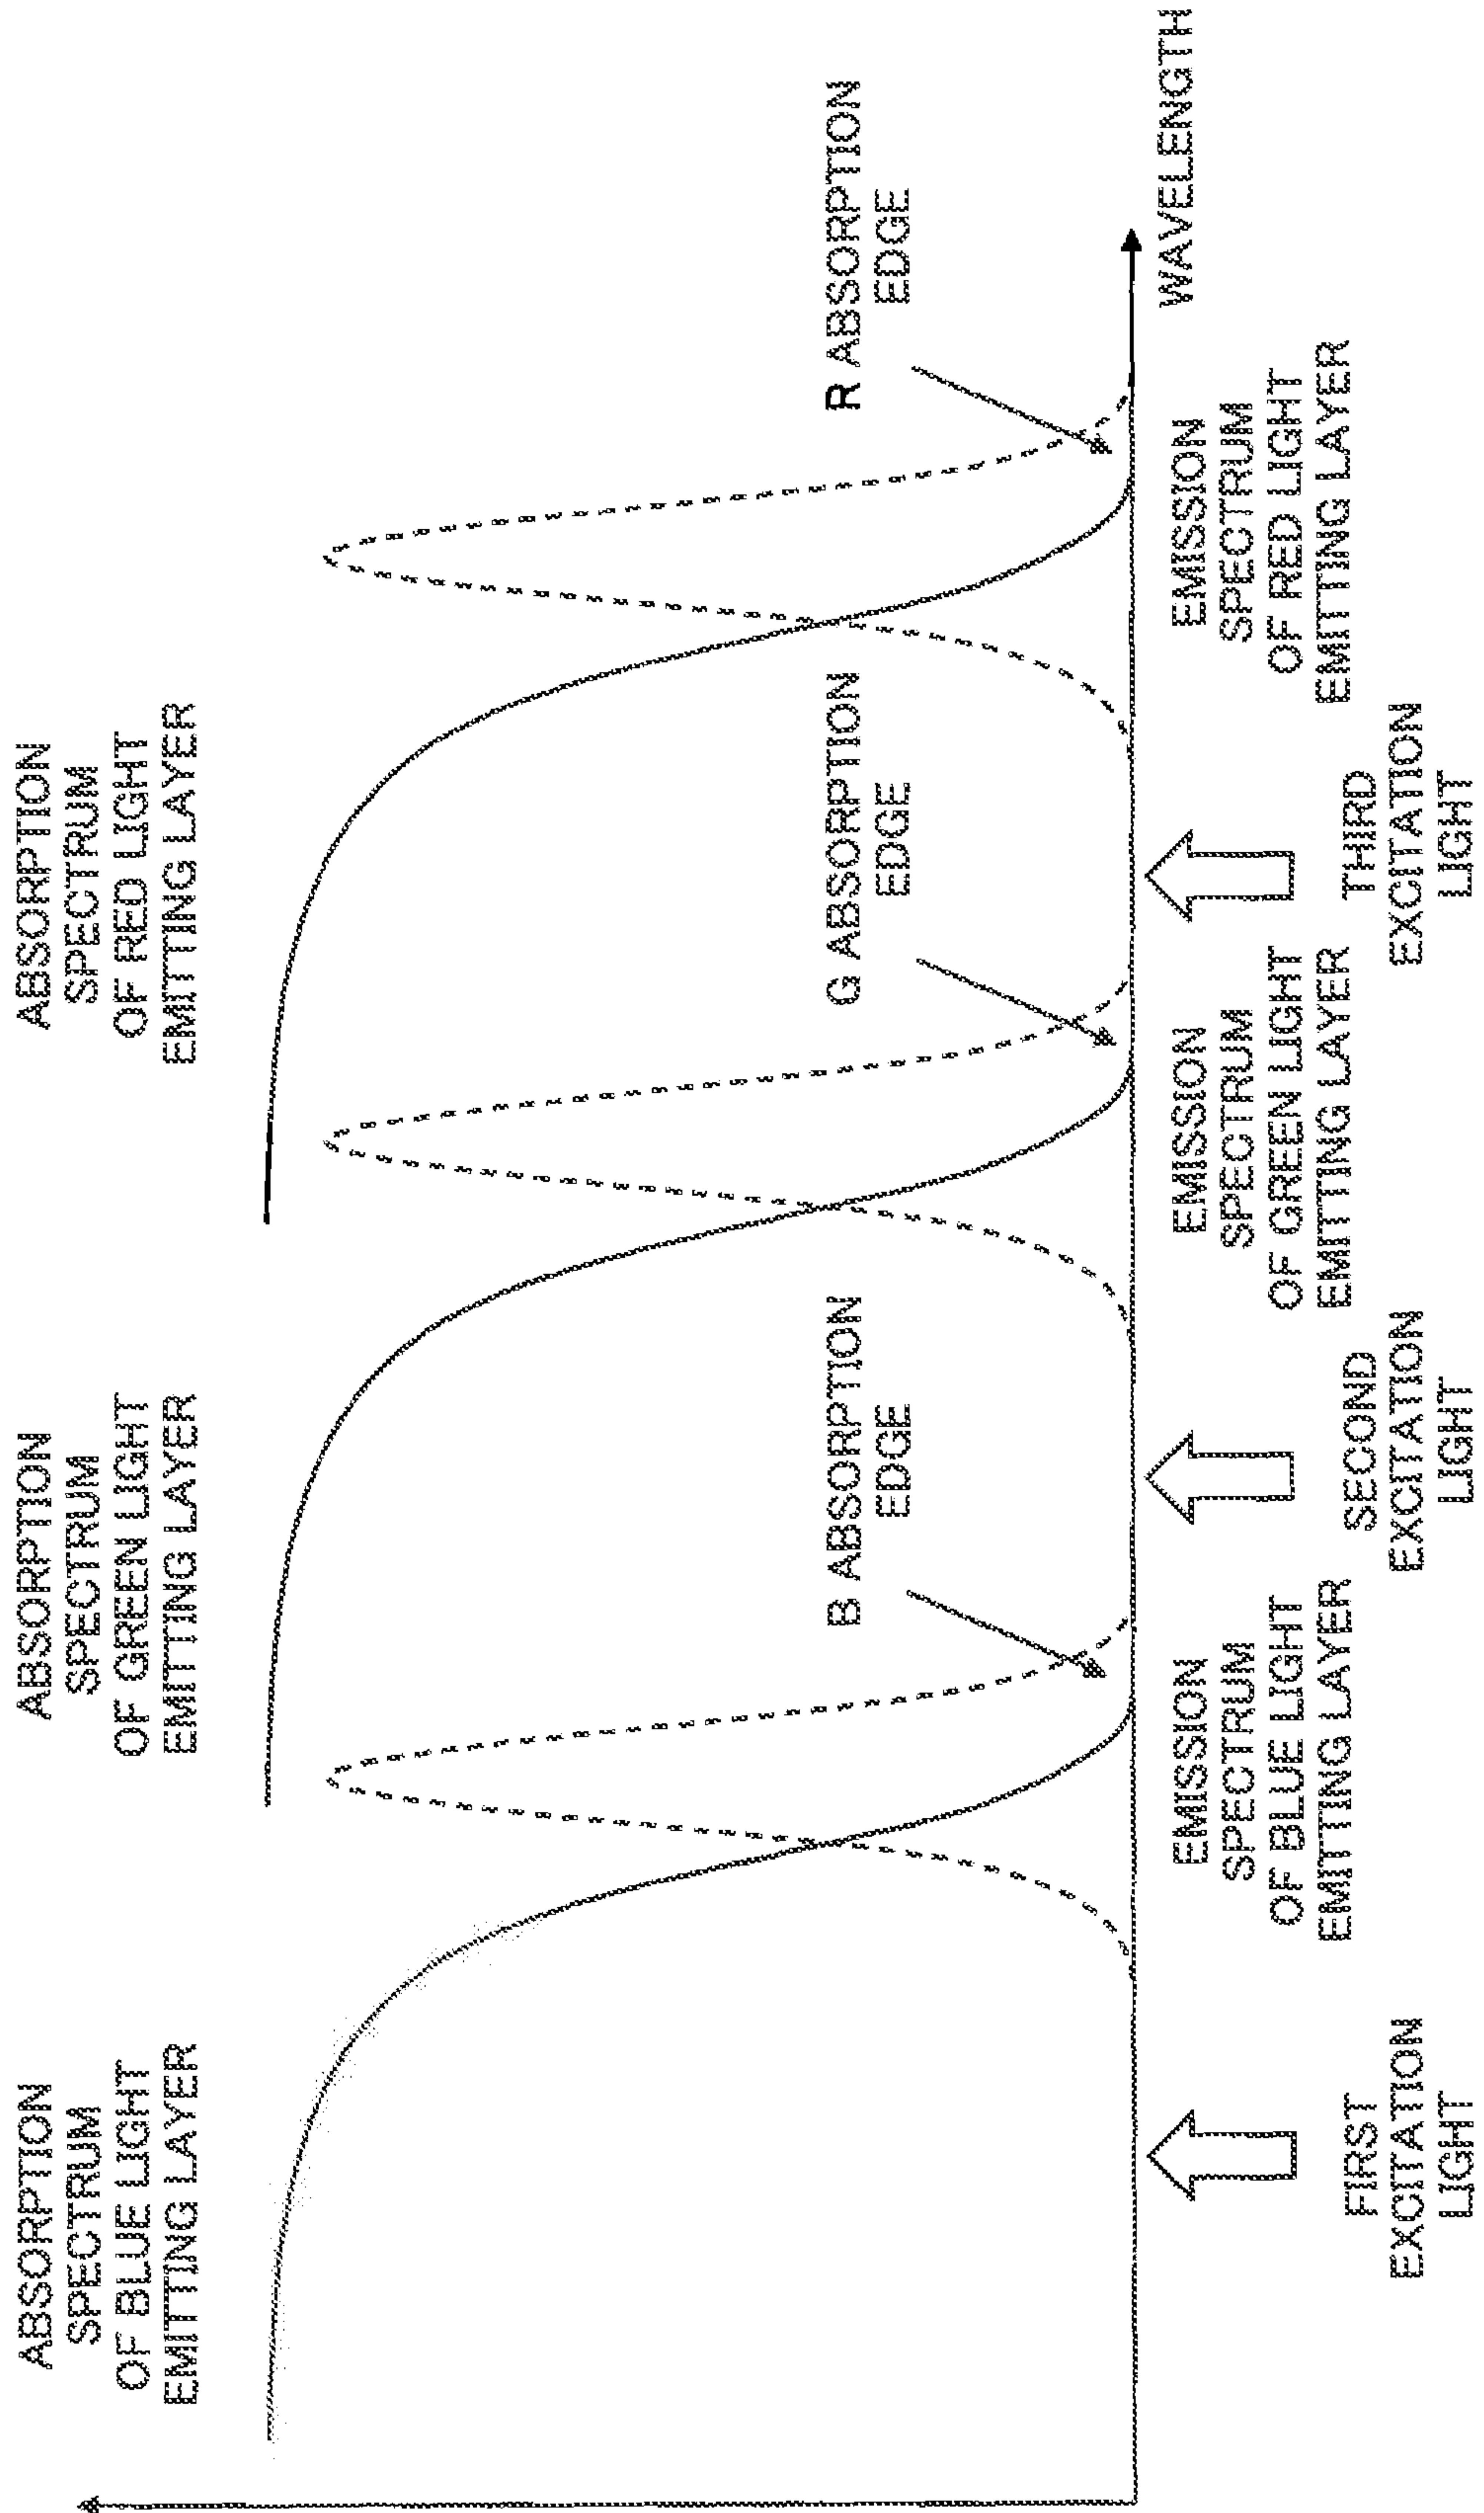 ABSORPTION
SPECTRUM
OF BLUE LIGHT
EMITTING LAYER
ABSORPTION
SPECTRUM
OF GREEN LIGHT
EMITTING LAYER
ABSORPTION
SPECTRUM
OF RED LIGHT
EMITTING LAYER
B ABSORPTION
EDGE
G ABSORPTION
EDGE
R ABSORPTION
EDGE
WAVELENGTH
EMISSION
SPECTRUM
OF BLUE LIGHT
EMITTING LAYER
EMISSION
SPECTRUM
OF GREEN LIGHT
EMITTING LAYER
EMISSION
SPECTRUM
OF RED LIGHT
EMITTING LAYER
FIRST
EXCITATION
LIGHT
SECOND
EXCITATION
LIGHT
THIRD
EXCITATION
LIGHT